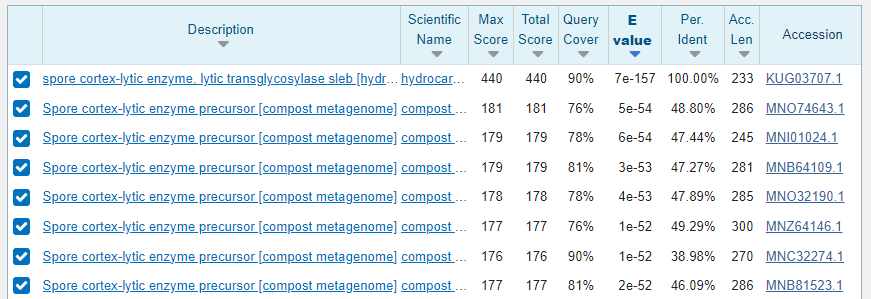 Description Scientific Name Max Score Total Score Query Cover E value Per. Ident Acc. Len Accession
spore cortex-lytic enzyme, lytic transglycosylase sleb [hydr... hydrocar... 440 440 90% 7e-157 100.00% 233 KUG03707.1
Spore cortex-lytic enzyme precursor [compost metagenome] compost ... 181 181 76% 5e-54 48.80% 286 MNO74643.1
Spore cortex-lytic enzyme precursor [compost metagenome] compost ... 179 179 78% 6e-54 47.44% 245 MNI01024.1
Spore cortex-lytic enzyme precursor [compost metagenome] compost ... 179 179 81% 3e-53 47.27% 281 MNB64109.1
Spore cortex-lytic enzyme precursor [compost metagenome] compost ... 178 178 78% 4e-53 47.89% 285 MNO32190.1
Spore cortex-lytic enzyme precursor [compost metagenome] compost ... 177 177 76% 1e-52 49.29% 300 MNZ64146.1
Spore cortex-lytic enzyme precursor [compost metagenome] compost ... 176 176 90% 1e-52 38.98% 270 MNC32274.1
Spore cortex-lytic enzyme precursor [compost metagenome] compost ... 177 177 81% 2e-52 46.09% 286 MNB81523.1